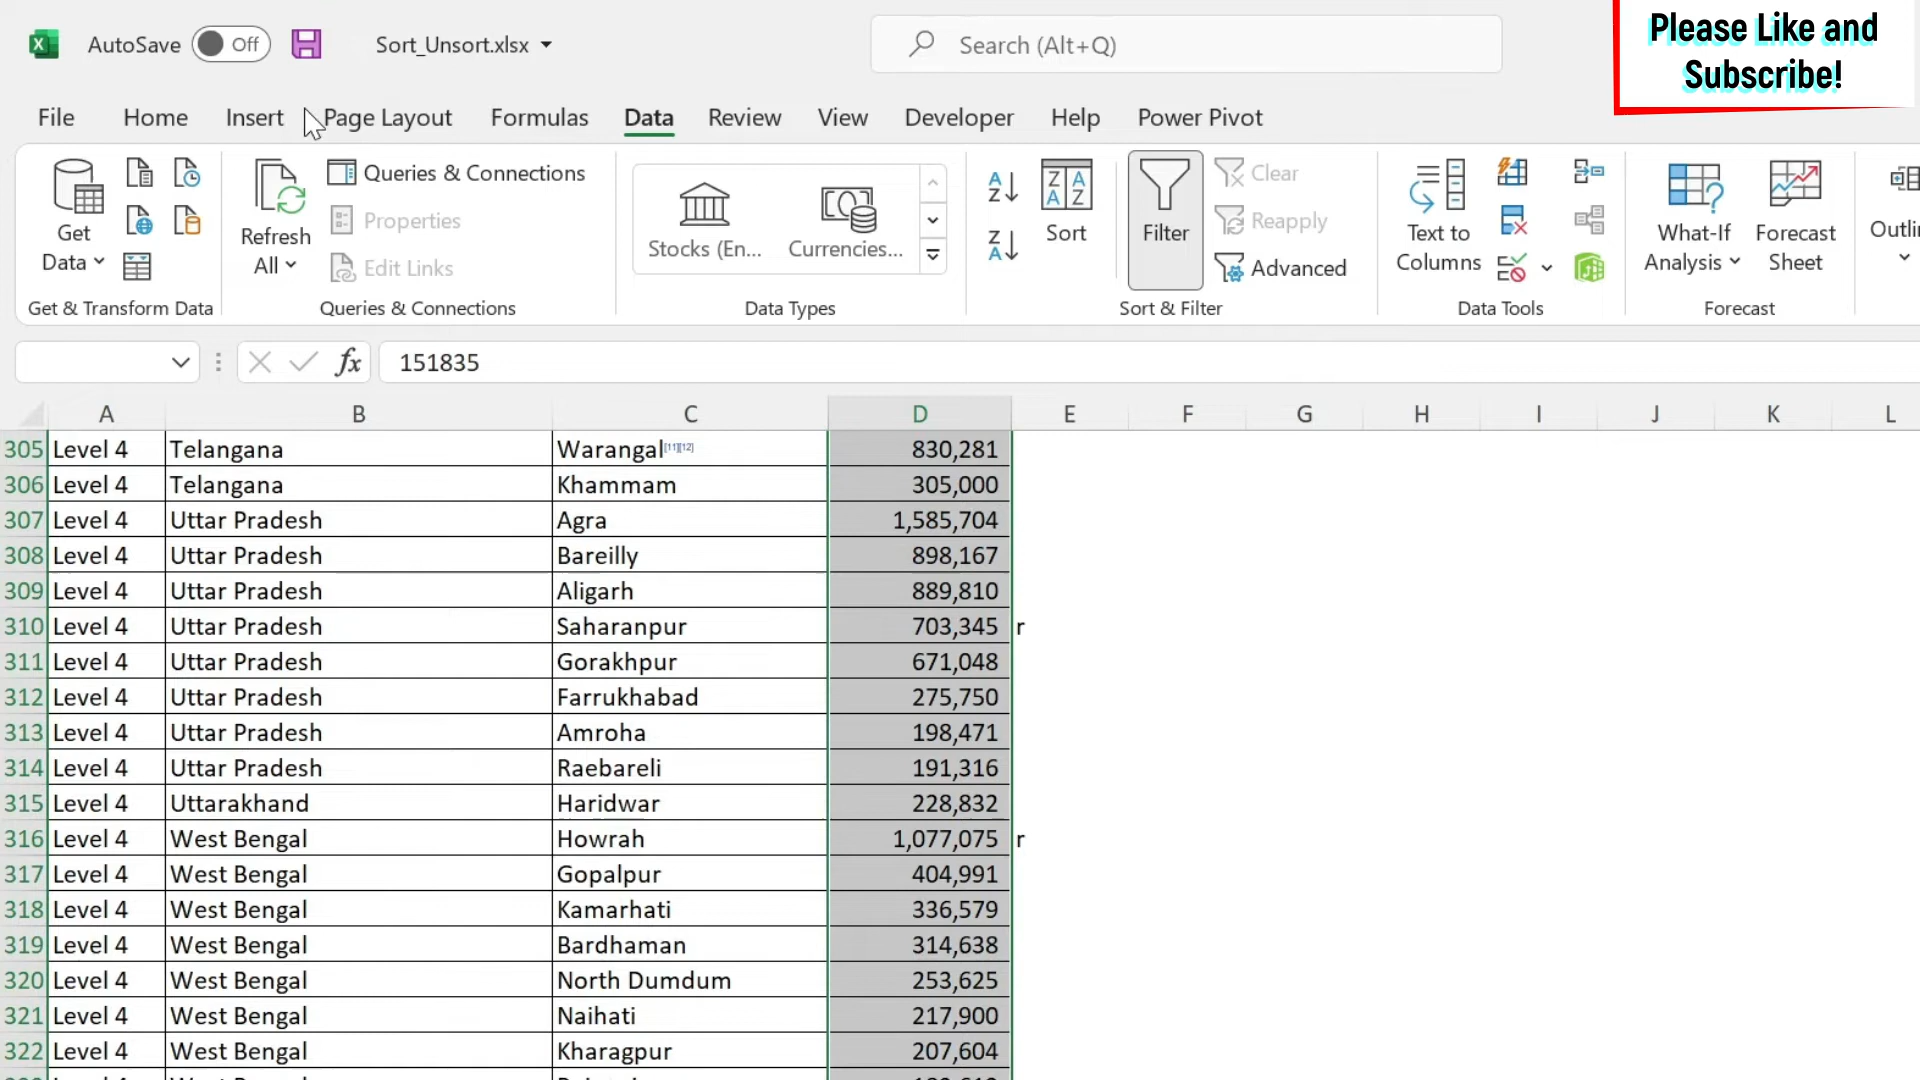 AutoSave Off Sort_Unsort.xlsx Search (Alt+Q)
Please Like and
Subscribe!
File Home Insert Page Layout Formulas Data Review View Developer Help Power Pivot
Get
Data
Get & Transform Data
Refresh
All
Queries & Connections
Properties
Edit Links
Queries & Connections
Stocks (En... Currencies...
Data Types
Sort
Filter
Clear
Reapply
Advanced
Sort & Filter
Text to
Columns
Data Tools
What-If
Analysis
Forecast
Sheet
Forecast
fx 151835
A B C D E F G H I J K L
305 Level 4 Telangana Warangal[11][12] 830,281
306 Level 4 Telangana Khammam 305,000
307 Level 4 Uttar Pradesh Agra 1,585,704
308 Level 4 Uttar Pradesh Bareilly 898,167
309 Level 4 Uttar Pradesh Aligarh 889,810
310 Level 4 Uttar Pradesh Saharanpur 703,345 r
311 Level 4 Uttar Pradesh Gorakhpur 671,048
312 Level 4 Uttar Pradesh Farrukhabad 275,750
313 Level 4 Uttar Pradesh Amroha 198,471
314 Level 4 Uttar Pradesh Raebareli 191,316
315 Level 4 Uttarakhand Haridwar 228,832
316 Level 4 West Bengal Howrah 1,077,075 r
317 Level 4 West Bengal Gopalpur 404,991
318 Level 4 West Bengal Kamarhati 336,579
319 Level 4 West Bengal Bardhaman 314,638
320 Level 4 West Bengal North Dumdum 253,625
321 Level 4 West Bengal Naihati 217,900
322 Level 4 West Bengal Kharagpur 207,604